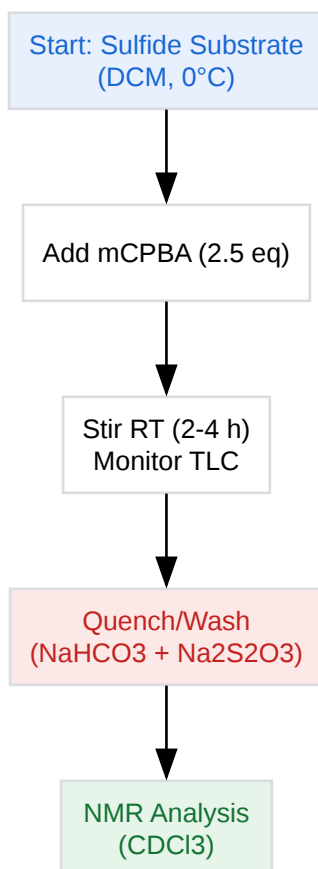 Start: Sulfide Substrate
(DCM, 0°C)
Add mCPBA (2.5 eq)
Stir RT (2-4 h)
Monitor TLC
Quench/Wash
(NaHCO3 + Na2S2O3)
NMR Analysis
(CDCl3)